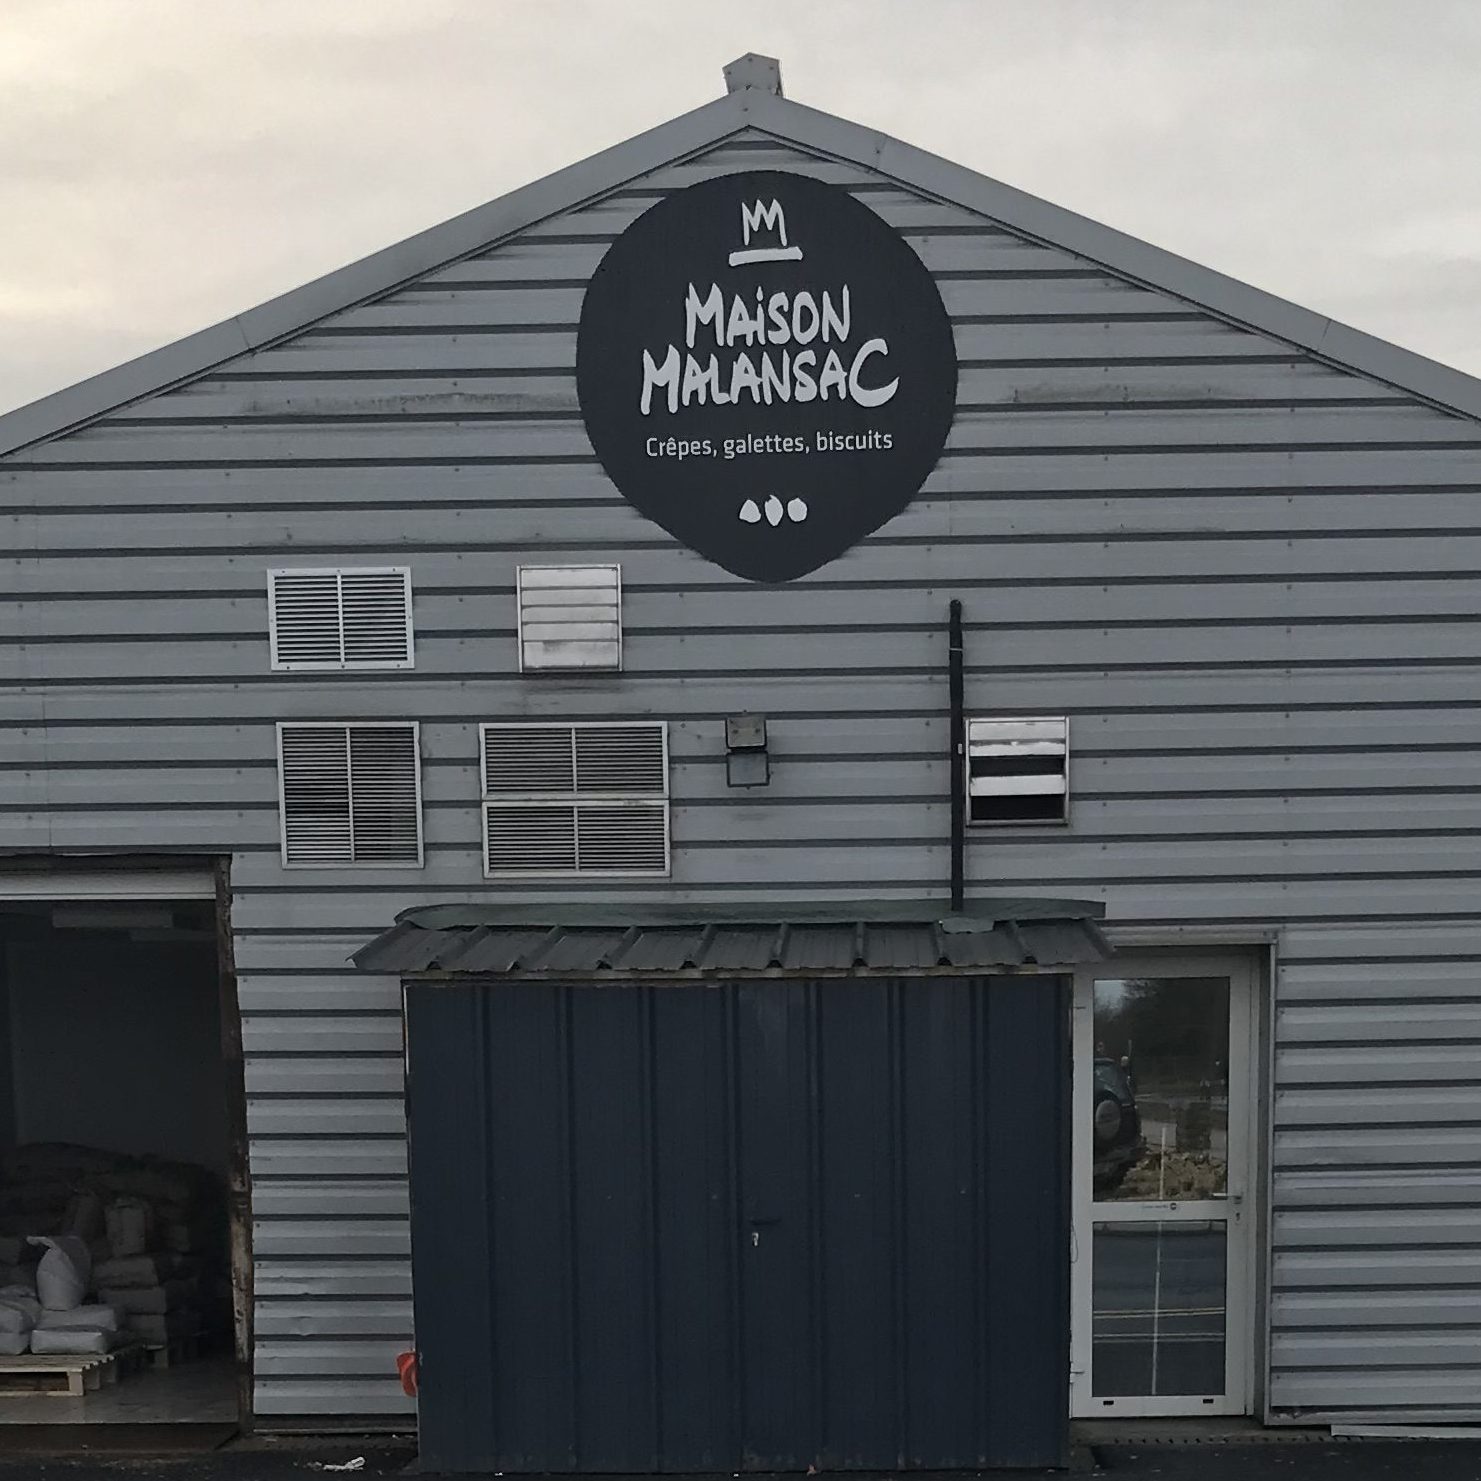 MAiSON
MALANSAC
Crêpes, galettes, biscuits